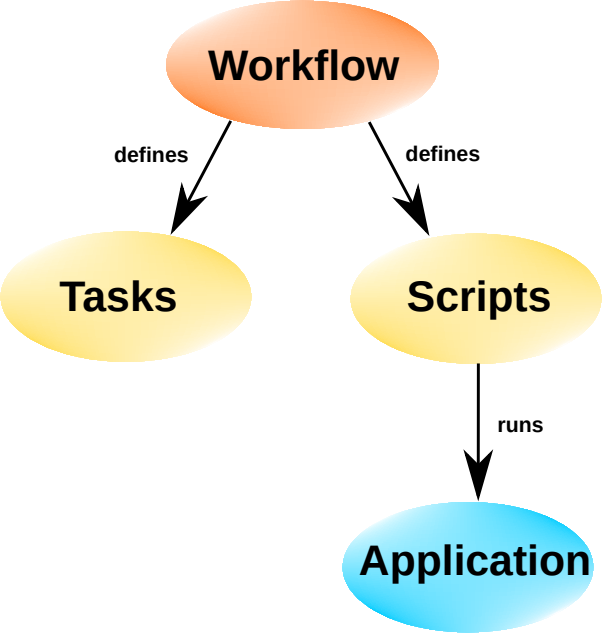 Workflow
defines
defines
Tasks
Scripts
runs
Application